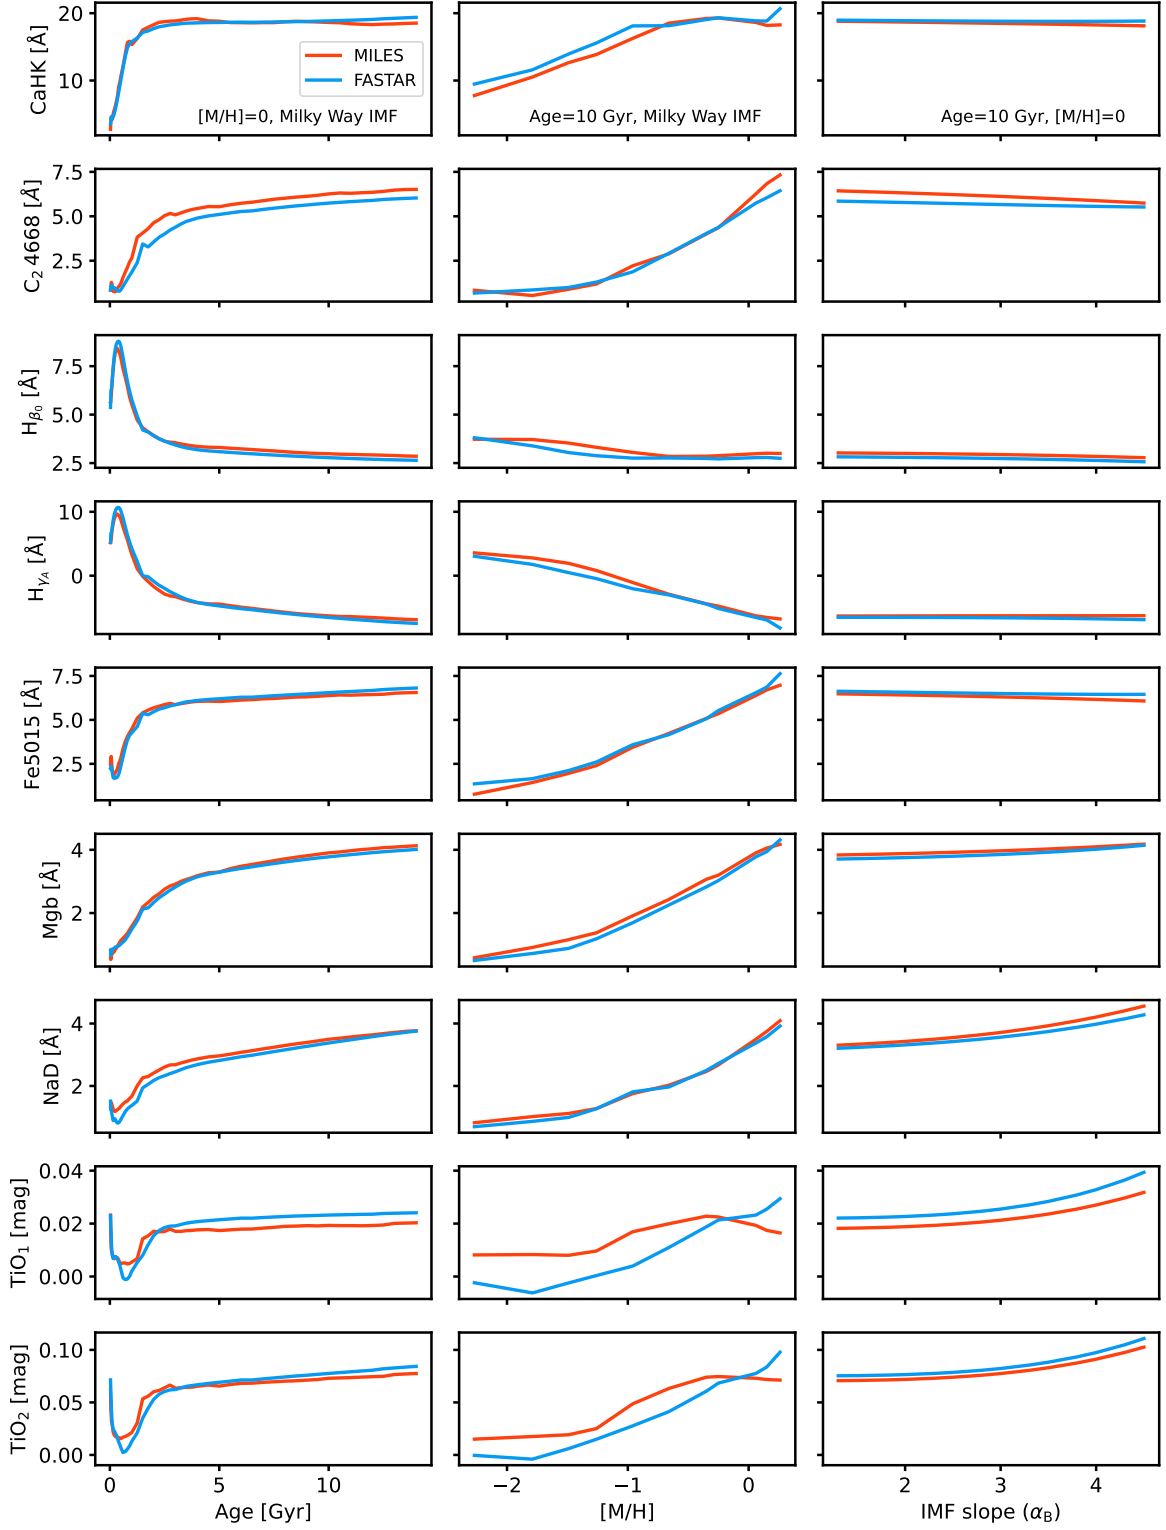 CaHK [Å]
20
10
MILES
FASTAR
[M/H]=0, Milky Way IMF
Age=10 Gyr, Milky Way IMF
Age=10 Gyr, [M/H]=0
C₂ 4668 [Å]
7.5
5.0
2.5
H_β₀ [Å]
7.5
5.0
2.5
H_γ_A [Å]
10
0
Fe5015 [Å]
7.5
5.0
2.5
Mgb [Å]
4
2
NaD [Å]
4
2
TiO₁ [mag]
0.04
0.02
0.00
TiO₂ [mag]
0.10
0.05
0.00
0 5 10
−2 −1 0
2 3 4
Age [Gyr]
[M/H]
IMF slope (α_B)